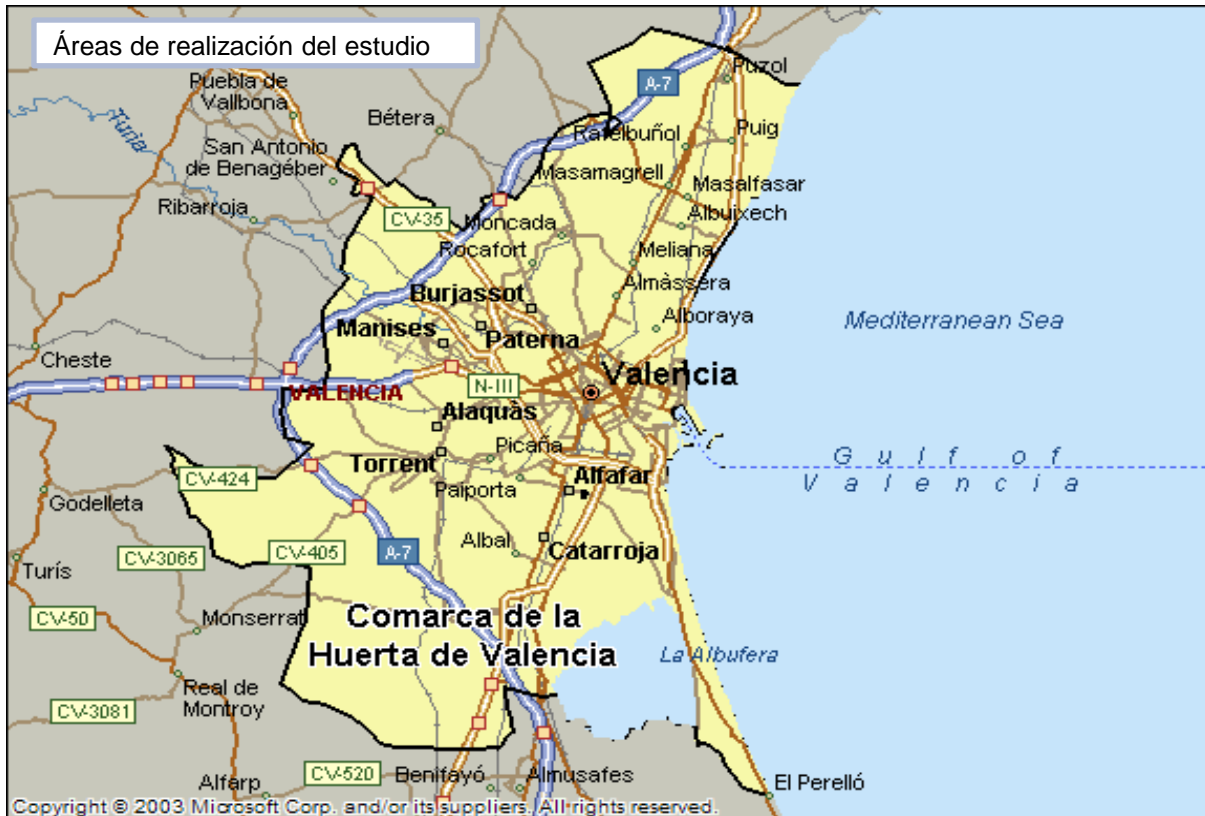 Áreas de realización del estudio
Puzol
A-7
Puebla de
Vallbona
Turia
Bétera
Rafelbuñol
Puig
San Antonio
de Benagéber
Masamagrell
Masalfasar
Ribarroja
CV-35
Moncada
Albuixech
Rocafort
Meliana
Burjassot
Almàssera
Manises
Paterna
Alboraya
Mediterranean Sea
Cheste
VALENCIA
N-III
Valencia
Alaquàs
Picaña
Torrent
Gulf of
Valencia
CV-424
Paiporta
Alfafar
Godelleta
CV-3065
CV-405
A-7
Albal
Catarroja
Turís
CV-50
Monserrat
Comarca de la
Huerta de Valencia
La Albufera
Real de
Montroy
CV-3081
Alfarp
CV-520
Benifayó
Almusafes
El Perelló
Copyright © 2003 Microsoft Corp. and/or its suppliers. All rights reserved.